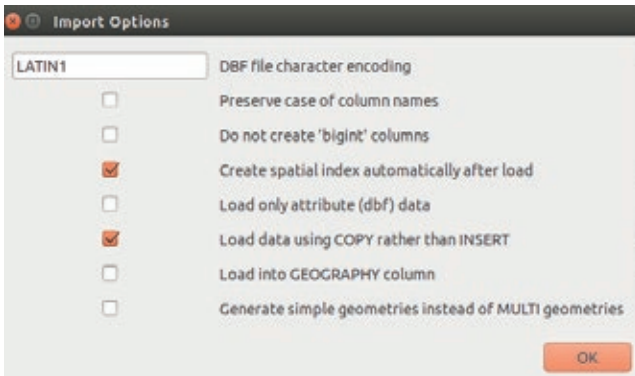 Import Options
LATIN1 DBF file character encoding
Preserve case of column names
Do not create 'bigint' columns
Create spatial index automatically after load
Load only attribute (dbf) data
Load data using COPY rather than INSERT
Load into GEOGRAPHY column
Generate simple geometries instead of MULTI geometries
OK